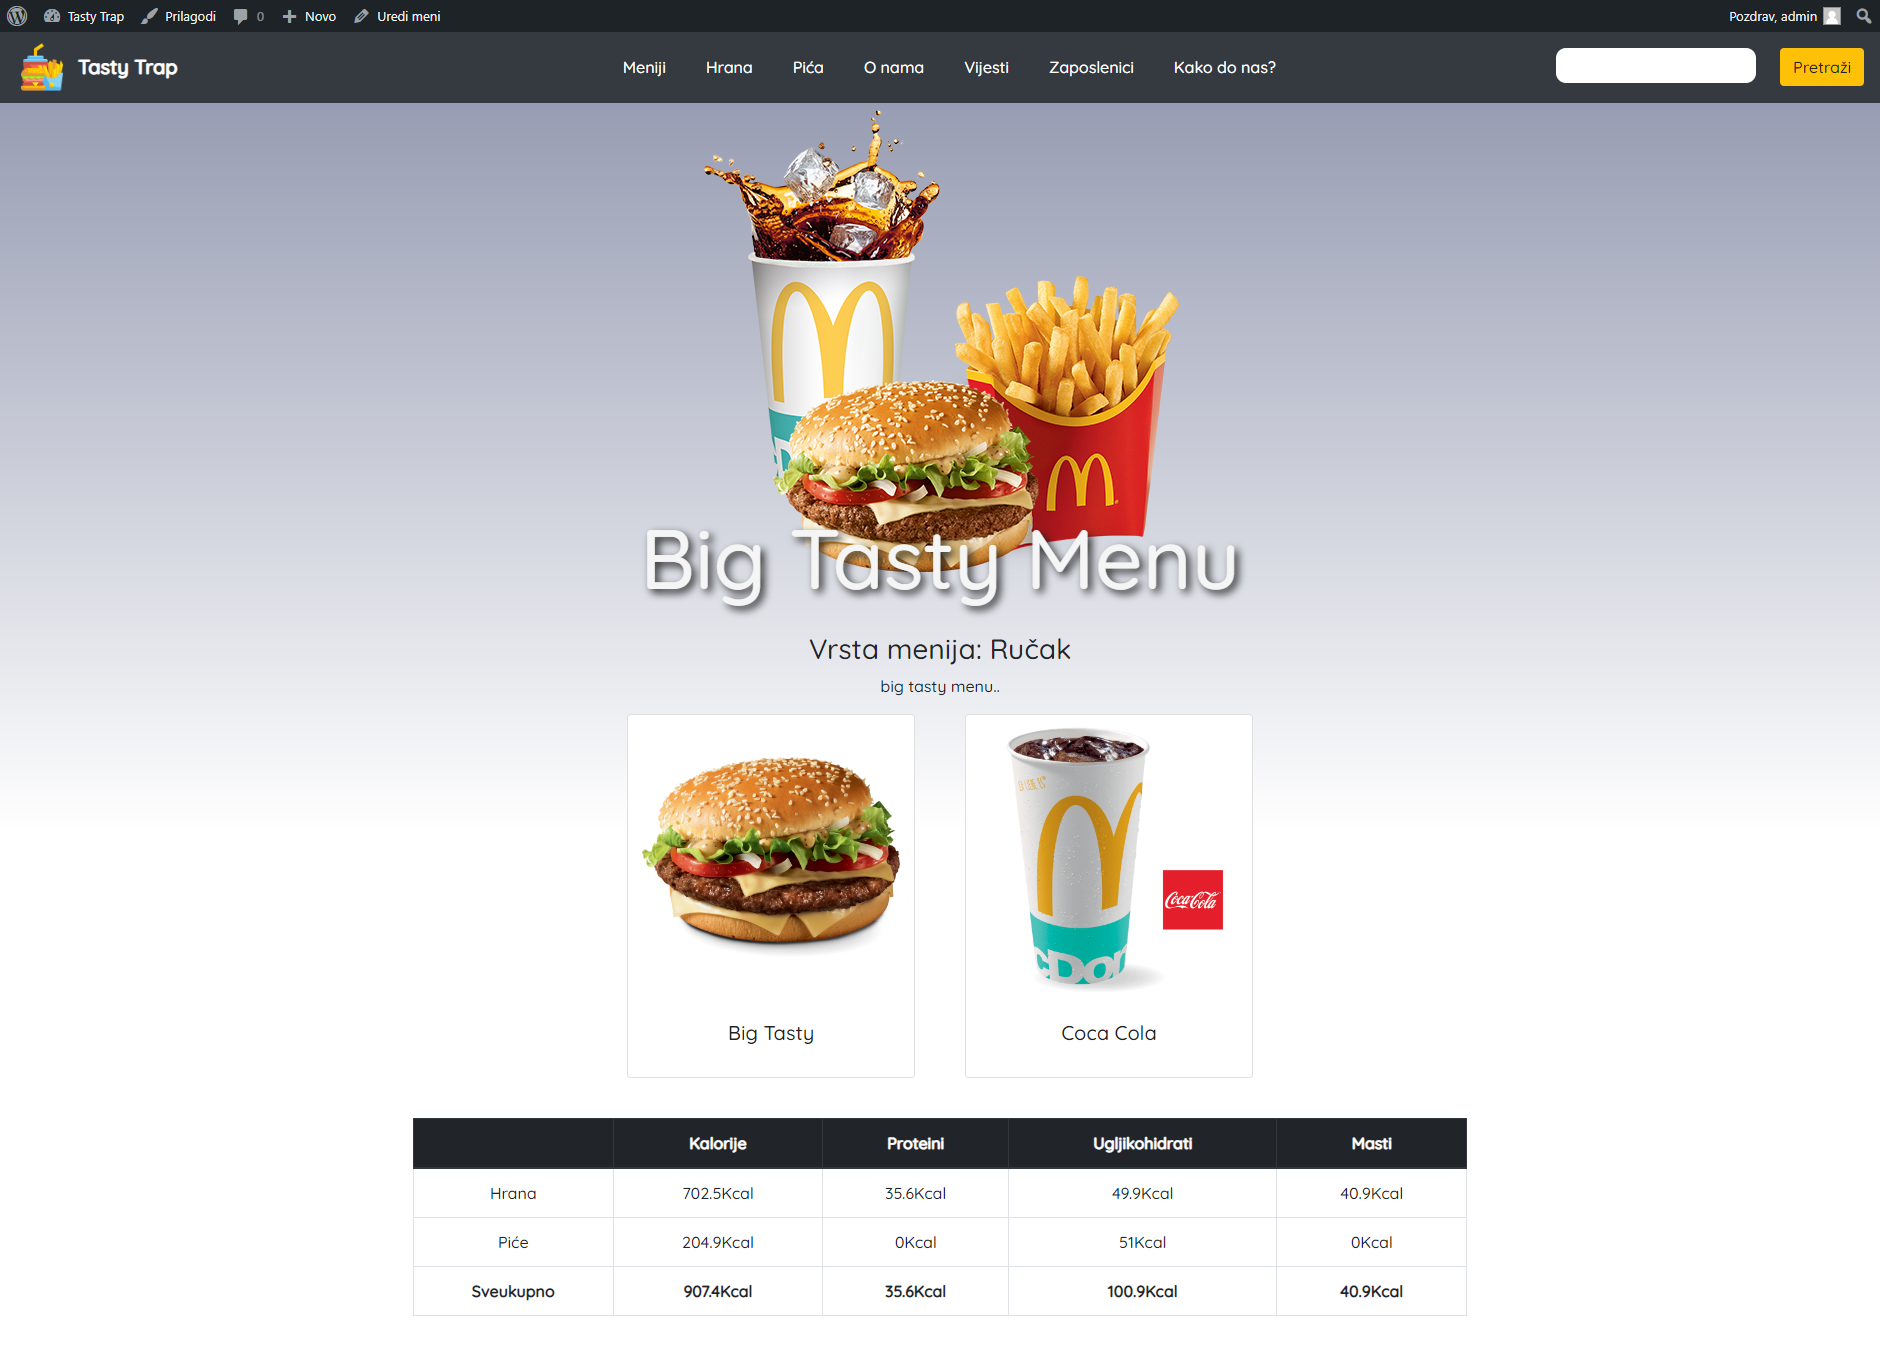 Tasty Trap Prilagodi 0 Novo Uredi meni Pozdrav, admin
Tasty Trap Meniji Hrana Pića O nama Vijesti Zaposlenici Kako do nas? Pretraži
Big Tasty Menu
Vrsta menija: Ručak
big tasty menu..
Coca Cola
CDon
Big Tasty Coca Cola
Kalorije Proteini Ugljikohidrati Masti
Hrana 702.5Kcal 35.6Kcal 49.9Kcal 40.9Kcal
Piće 204.9Kcal 0Kcal 51Kcal 0Kcal
Sveukupno 907.4Kcal 35.6Kcal 100.9Kcal 40.9Kcal